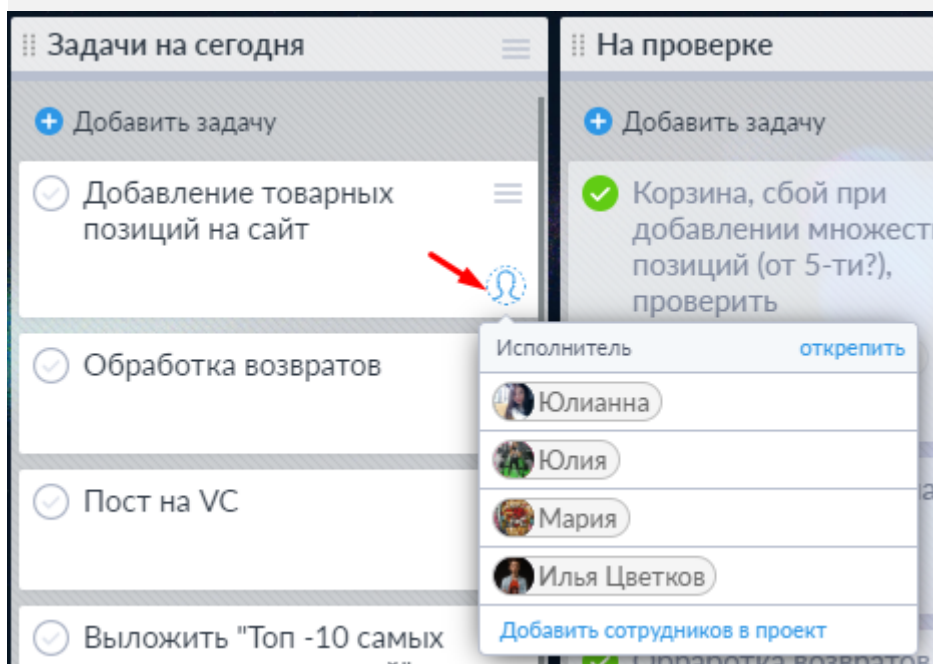 Задачи на сегодня
Добавить задачу
Добавление товарных
позиций на сайт
Обработка возвратов
Пост на VC
Выложить "Топ -10 самых
На проверке
Добавить задачу
Корзина, сбой при
добавлении множест
позиций (от 5-ти?),
проверить
Исполнитель
открепить
Юлианна
Юлия
Мария
Илья Цветков
Добавить сотрудников в проект
Обработка возвратов